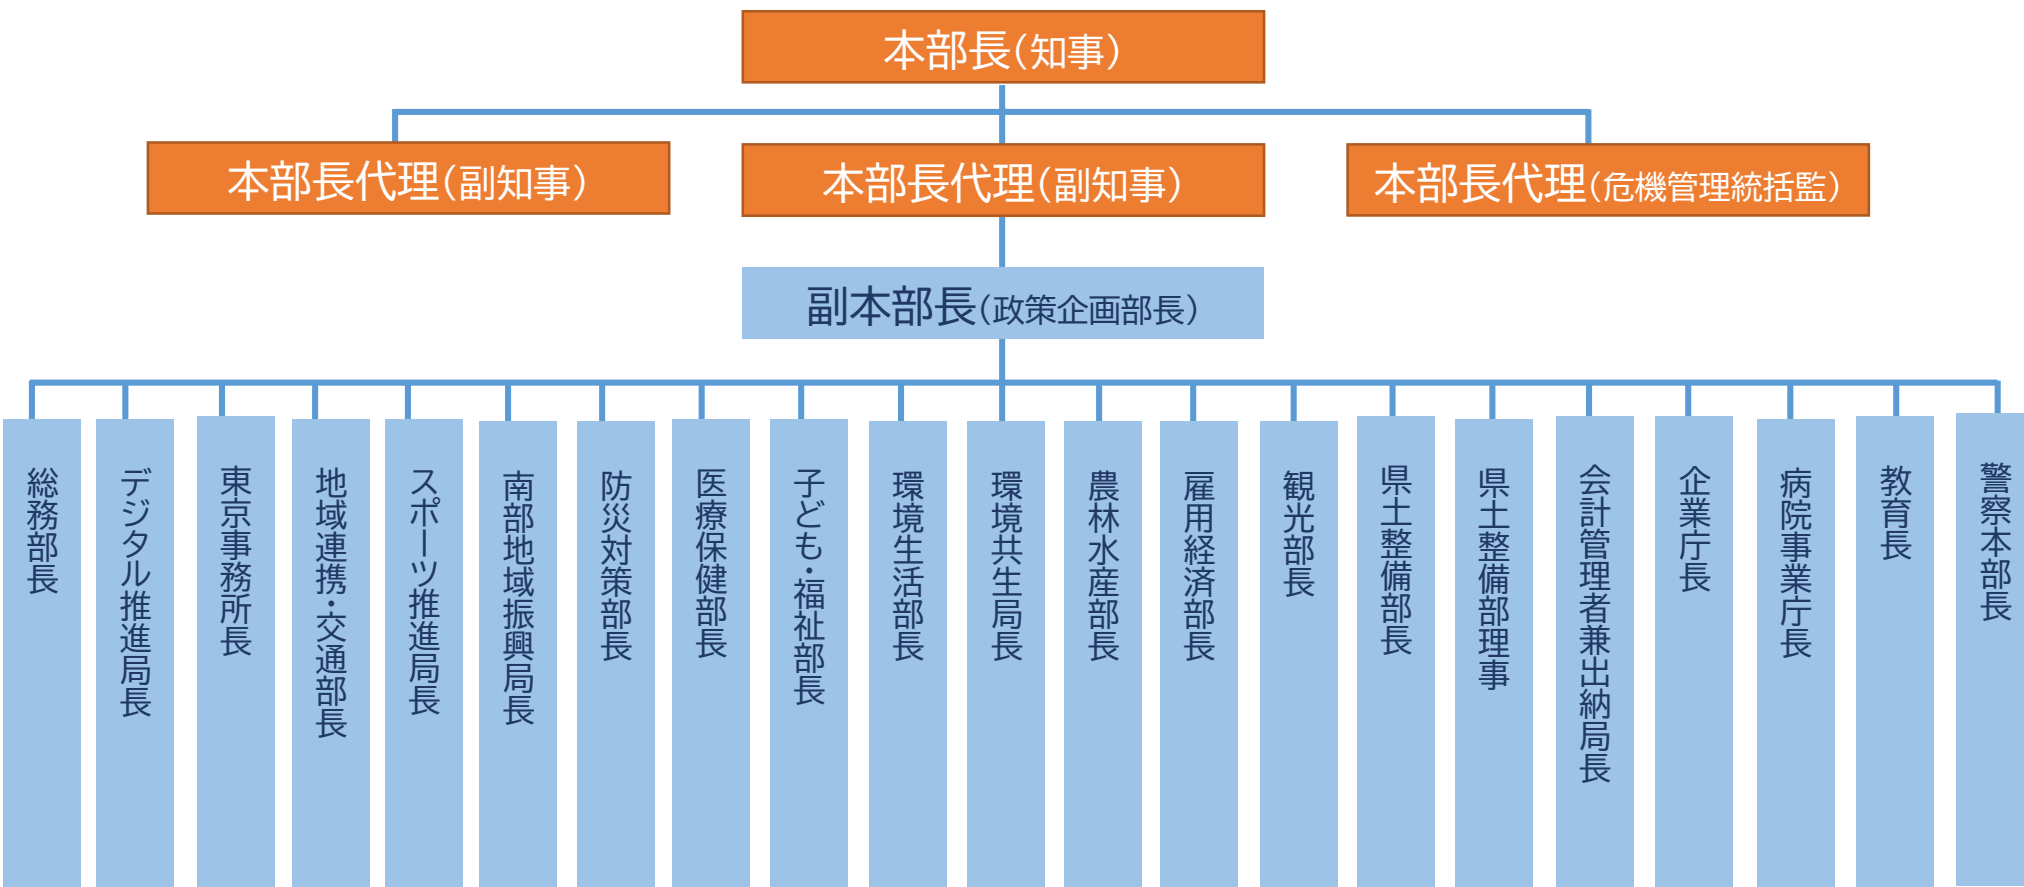 本部長（知事）
本部長代理（副知事）
本部長代理（副知事）
本部長代理（危機管理統括監）
副本部長（政策企画部長）
総務部長
デジタル推進局長
東京事務所長
地域連携・交通部長
スポーツ推進局長
南部地域振興局長
防災対策部長
医療保健部長
子ども・福祉部長
環境生活部長
環境共生局長
農林水産部長
雇用経済部長
観光部長
県土整備部長
県土整備部理事
会計管理者兼出納局長
企業庁長
病院事業庁長
教育長
警察本部長